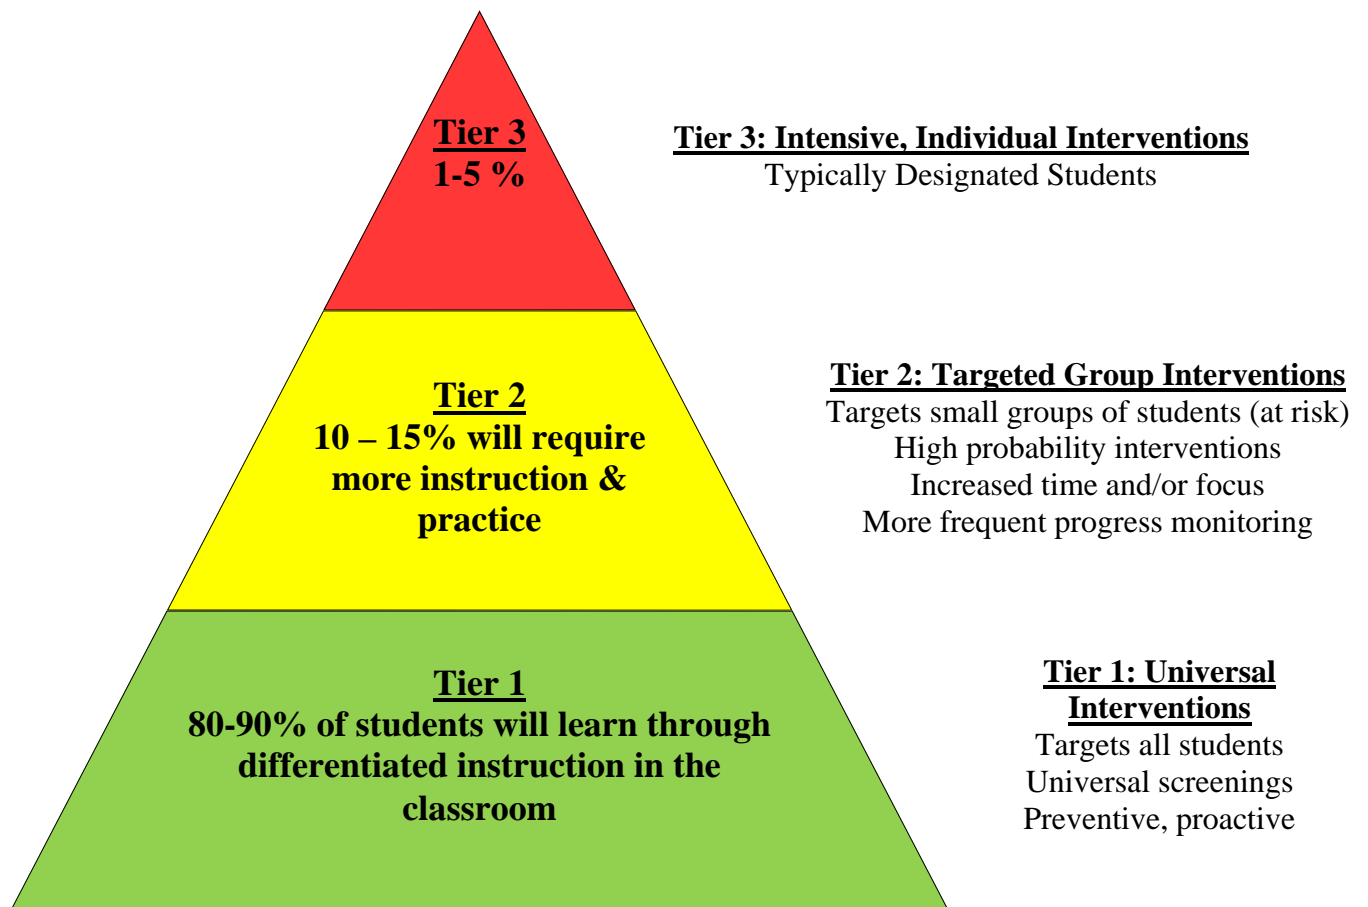 Tier 3
1-5 %
Tier 3: Intensive, Individual Interventions
Typically Designated Students
Tier 2
10 – 15% will require
more instruction &
practice
Tier 2: Targeted Group Interventions
Targets small groups of students (at risk)
High probability interventions
Increased time and/or focus
More frequent progress monitoring
Tier 1
80-90% of students will learn through
differentiated instruction in the
classroom
Tier 1: Universal
Interventions
Targets all students
Universal screenings
Preventive, proactive